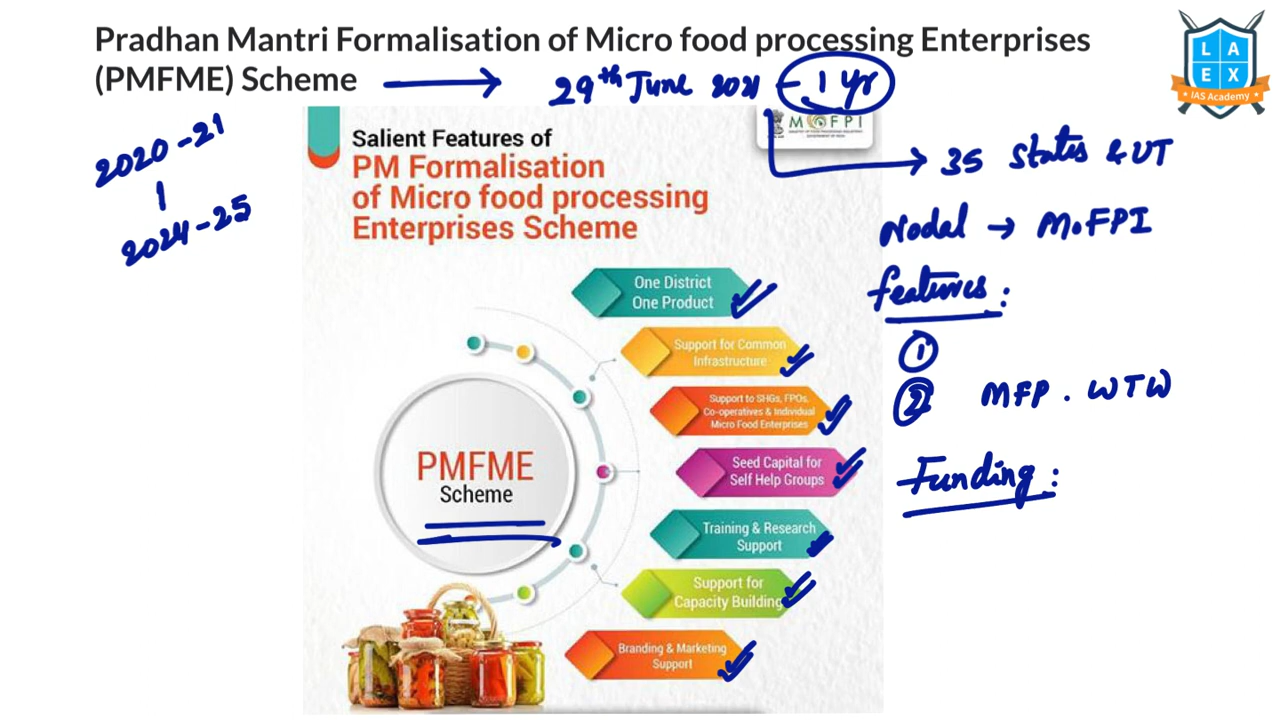 Pradhan Mantri Formalisation of Micro food processing Enterprises
(PMFME) Scheme
29th June 2021 - 1 yr
L A
E X
IAS Academy
2020-21
2024-25
Salient Features of
PM Formalisation
of Micro food processing
Enterprises Scheme
MOFPI
35 States & UT
Nodal → MoFPI
features :
①
② MFP . WTW
Funding :
One District
One Product
Support for Common
Infrastructure
Support to SHGs, FPOs,
Co-operatives & Individual
Micro Food Enterprises
Seed Capital for
Self Help Groups
Training & Research
Support
Support for
Capacity Building
Branding & Marketing
Support
PMFME
Scheme